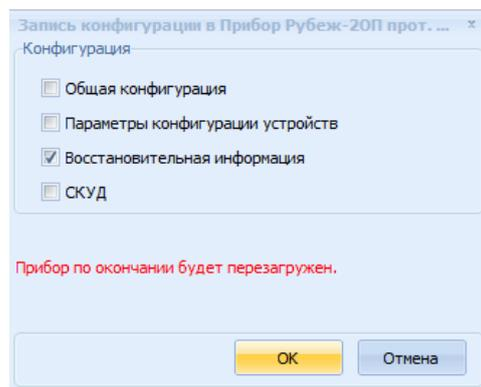 Запись конфигурации в Прибор Рубеж-2ОП прот. ... x
Конфигурация
Общая конфигурация
Параметры конфигурации устройств
Восстановительная информация
СКУД
Прибор по окончании будет перезагружен.
OK
Отмена